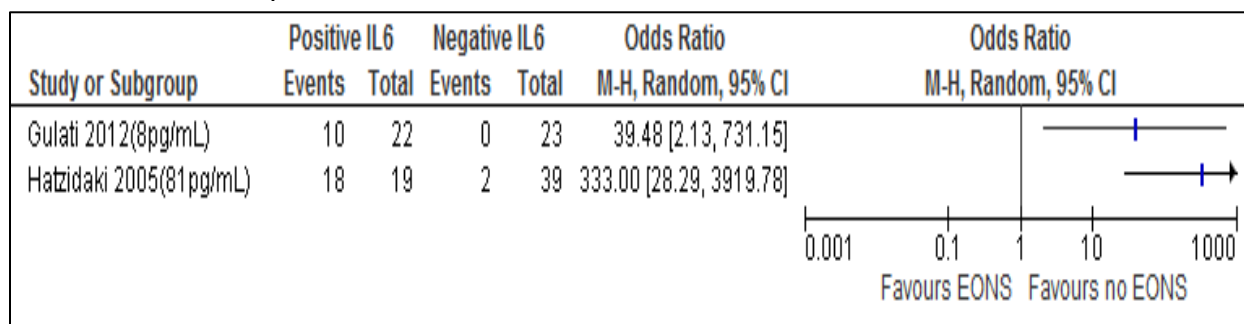 Positive IL6 Negative IL6 Odds Ratio Odds Ratio
Study or Subgroup Events Total Events Total M-H, Random, 95% CI M-H, Random, 95% CI
Gulati 2012(8pg/mL) 10 22 0 23 39.48 [2.13, 731.15]
Hatzidaki 2005(81pg/mL) 18 19 2 39 333.00 [28.29, 3919.78]
0.001 0.1 1 10 1000
Favours EONS Favours no EONS